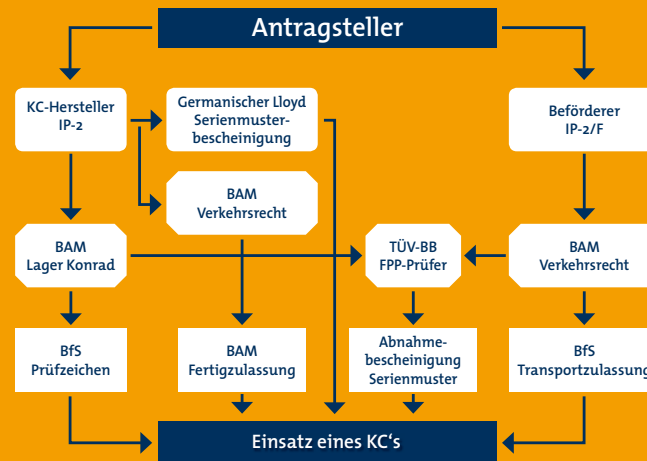 Antragsteller
KC-Hersteller
IP-2
Germanischer Lloyd
Serienmuster-
bescheinigung
Beförderer
IP-2/F
BAM
Verkehrsrecht
BAM
Lager Konrad
TÜV-BB
FPP-Prüfer
BAM
Verkehrsrecht
BfS
Prüfzeichen
BAM
Fertigzulassung
Abnahme-
bescheinigung
Serienmuster
BfS
Transportzulassung
Einsatz eines KC‘s